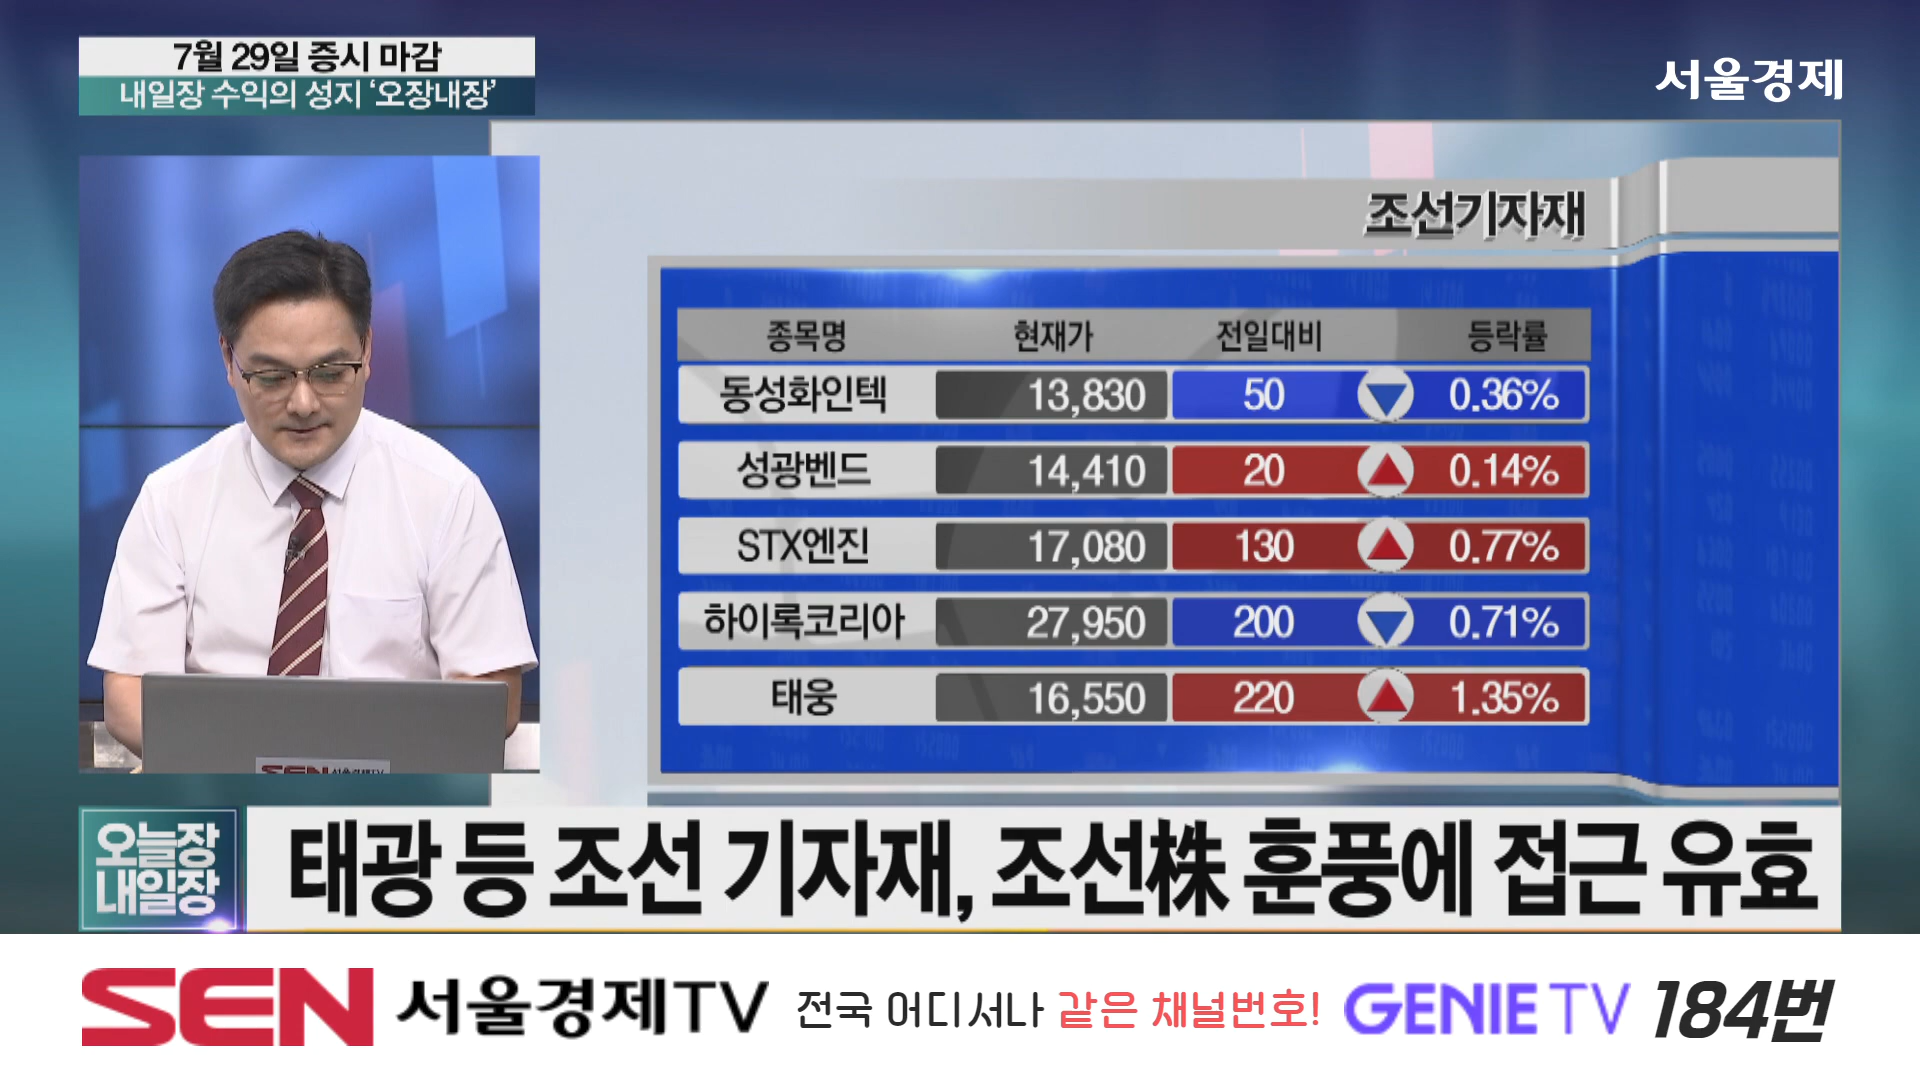 7월 29일 증시 마감
내일장 수익의 성지 ‘오장내장’
서울경제
조선기자재
종목명 현재가 전일대비 등락률
동성화인텍 13,830 50 ▼ 0.36%
성광벤드 14,410 20 ▲ 0.14%
STX엔진 17,080 130 ▲ 0.77%
하이록코리아 27,950 200 ▼ 0.71%
태웅 16,550 220 ▲ 1.35%
SEN 서울경제TV
오늘장
내일장
태광 등 조선 기자재, 조선株 훈풍에 접근 유효
SEN 서울경제TV 전국 어디서나 같은 채널번호! GENIE TV 184번